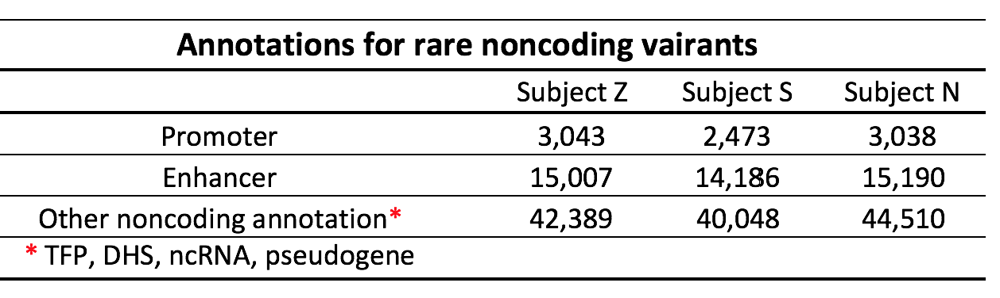 Annotations for rare noncoding vairants
Subject Z Subject S Subject N
Promoter 3,043 2,473 3,038
Enhancer 15,007 14,186 15,190
Other noncoding annotation* 42,389 40,048 44,510
* TFP, DHS, ncRNA, pseudogene